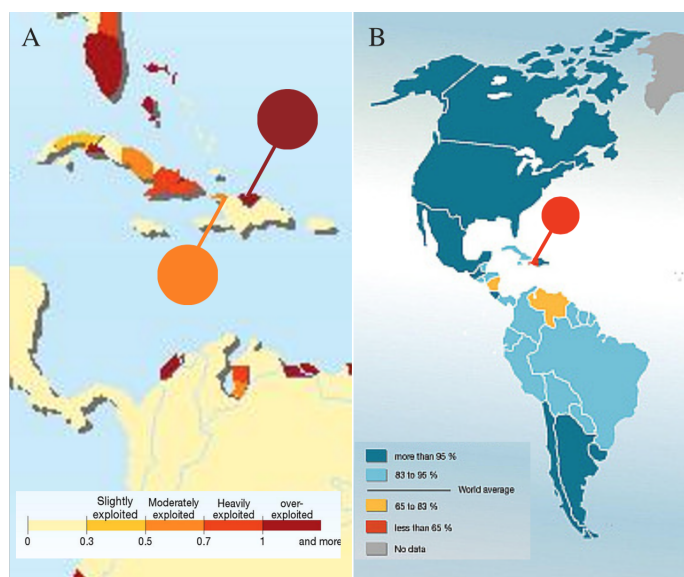 A
B
Slightly exploited Moderately exploited Heavily exploited over-exploited
0 0.3 0.5 0.7 1 and more
more than 95 %
83 to 95 %
World average
65 to 83 %
less than 65 %
No data